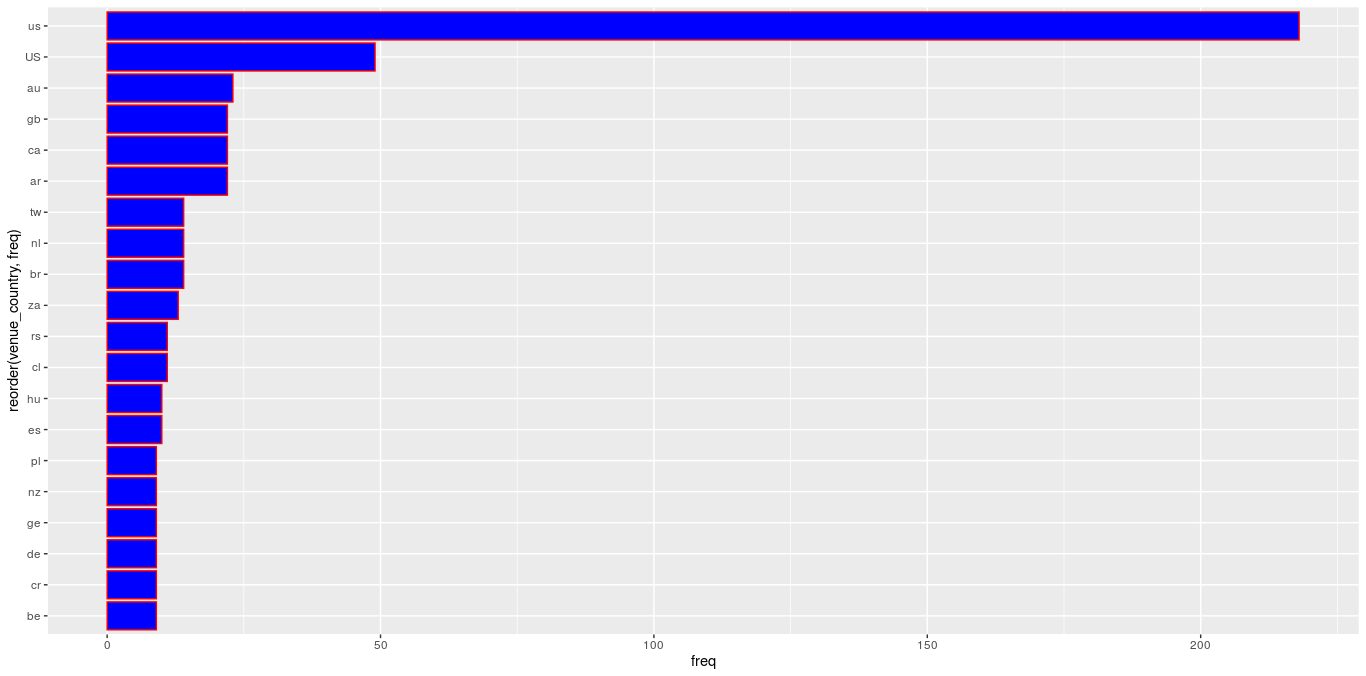 reorder(venue_country, freq)
us
US
au
gb
ca
ar
tw
nl
br
za
rs
cl
hu
es
pl
nz
ge
de
cr
be
0 50 100 150 200
freq